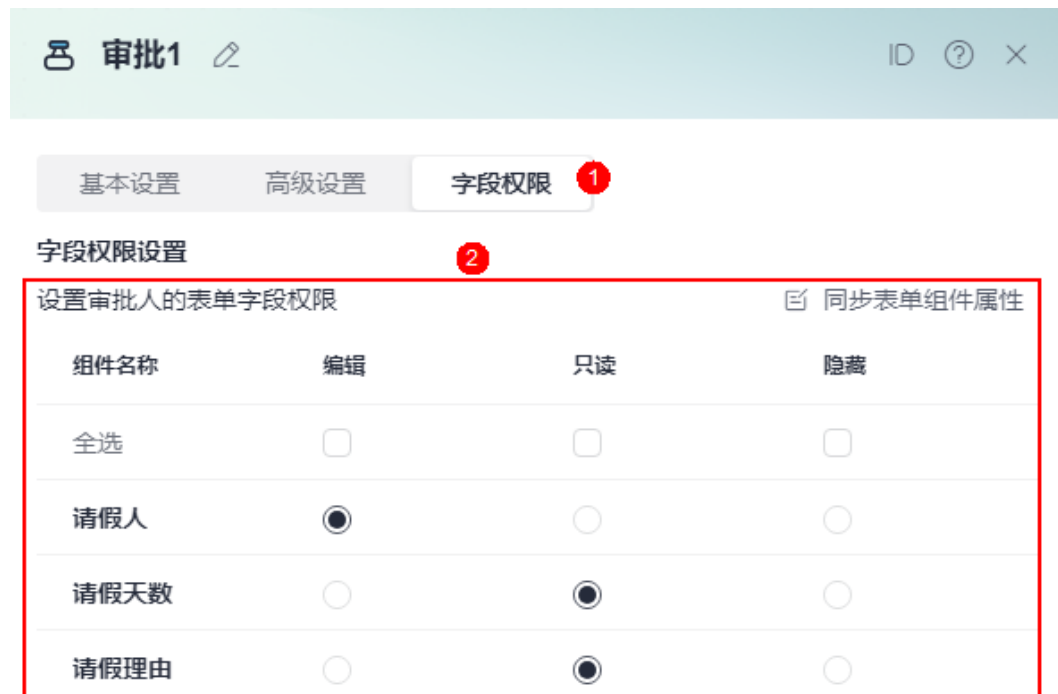 审批1
ID
基本设置 高级设置 字段权限 1
字段权限设置 2
设置审批人的表单字段权限 同步表单组件属性
组件名称 编辑 只读 隐藏
全选
请假人
请假天数
请假理由